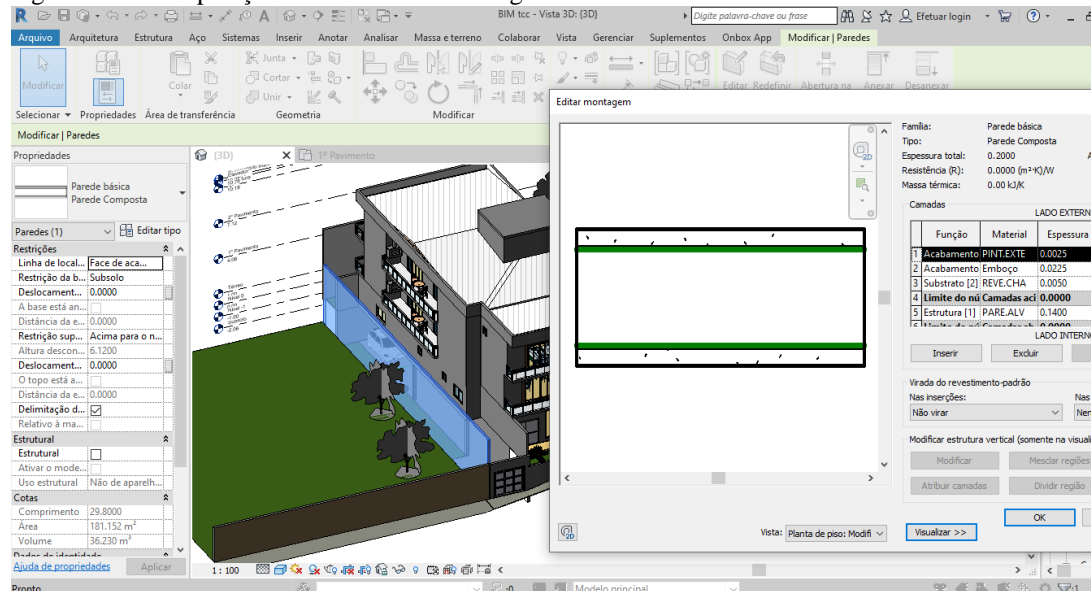 BIM tcc - Vista 3D: {3D}
Digite palavra-chave ou frase
Efetuar login
Arquivo Arquitetura Estrutura Aço Sistemas Inserir Anotar Analisar Massa e terreno Colaborar Vista Gerenciar Suplementos Onbox App Modificar | Paredes
Modificar
Colar
Junta
Cortar
Unir
Editar Redefinir Abertura na Anexar Desanexar
Selecionar Propriedades Área de transferência Geometria Modificar
Modificar | Paredes
Propriedades
{3D} X 1º Pavimento
Parede básica
Parede Composta
Paredes (1) Editar tipo
Restrições
Linha de local... Face de aca...
Restrição da b... Subsolo
Deslocament... 0.0000
A base está an...
Distância da e... 0.0000
Restrição sup... Acima para o n...
Altura descon... 6.1200
Deslocament... 0.0000
O topo está a...
Distância da e... 0.0000
Delimitação d...
Relativo à ma...
Estrutural
Estrutural
Ativar o mode...
Uso estrutural Não de aparelh...
Cotas
Comprimento 29.8000
Área 181.152 m²
Volume 36.230 m³
Dados de identidade
Ajuda de propriedades Aplicar
1 : 100
Pronto
:0
Modelo principal
:1
Editar montagem
Família: Parede básica
Tipo: Parede Composta
Espessura total: 0.2000
Resistência (R): 0.0000 (m²·K)/W
Massa térmica: 0.00 kJ/K
Camadas
LADO EXTERNO
Função Material Espessura
1 Acabamento PINT.EXTE 0.0025
2 Acabamento Emboço 0.0225
3 Substrato [2] REVE.CHA 0.0050
4 Limite do nú Camadas aci 0.0000
5 Estrutura [1] PARE.ALV 0.1400
LADO INTERNO
Inserir Excluir
Virada do revestimento-padrão
Nas inserções: Nas
Não virar Nen
Modificar estrutura vertical (somente na visuali
Modificar Mesclar regiões
Atribuir camadas Dividir região
OK
Vista: Planta de piso: Modifi Visualizar >>